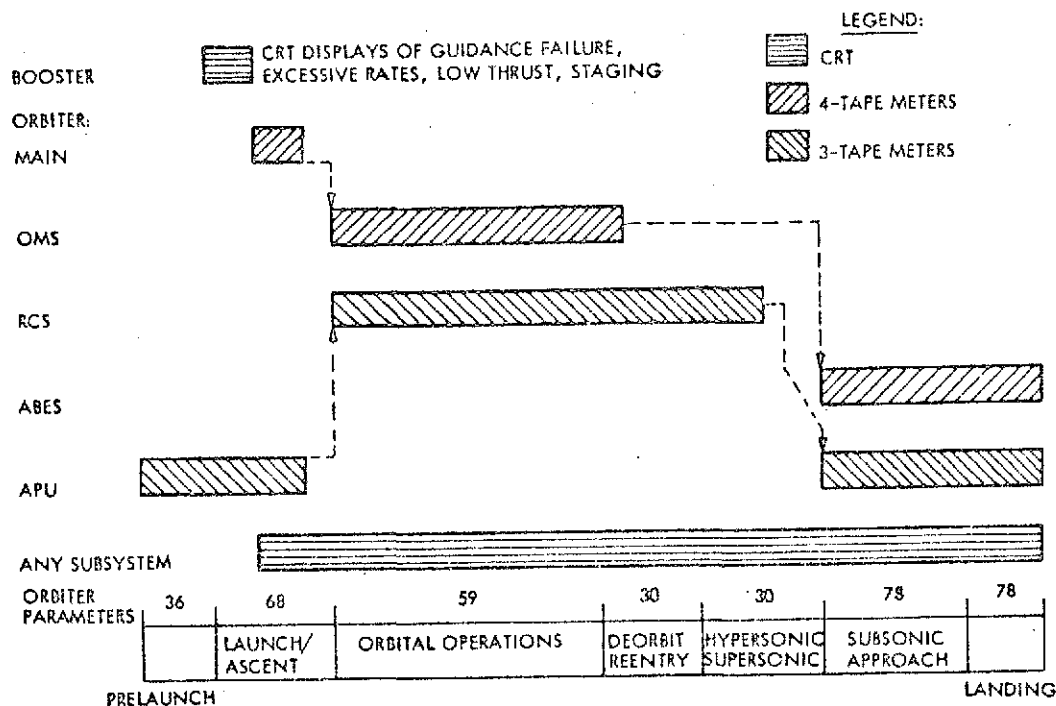 LEGEND:
CRT DISPLAYS OF GUIDANCE FAILURE,
EXCESSIVE RATES, LOW THRUST, STAGING
CRT
BOOSTER
4-TAPE METERS
ORBITER:
MAIN
3-TAPE METERS
OMS
RCS
ABES
APU
ANY SUBSYSTEM
ORBITER
PARAMETERS
36 68 59 30 30 78 78
LAUNCH/
ASCENT
ORBITAL OPERATIONS
DEORBIT
REENTRY
HYPERSONIC
SUPERSONIC
SUBSONIC
APPROACH
PRELAUNCH
LANDING